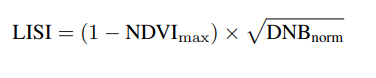 LISI = (1 − NDVI_max) × √DNB_norm